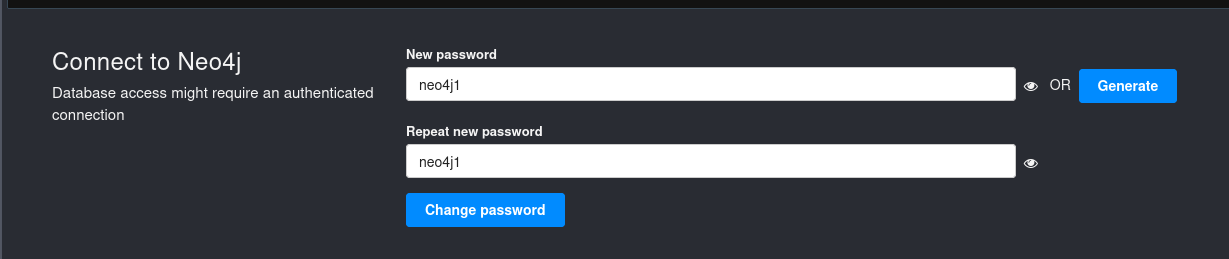 Connect to Neo4j
Database access might require an authenticated
connection
New password
neo4j1
OR
Generate
Repeat new password
neo4j1
Change password